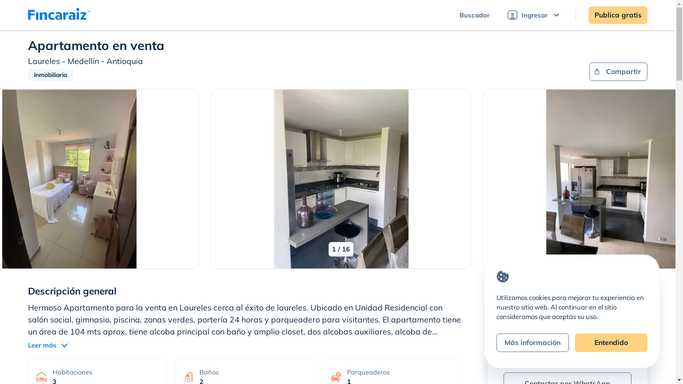 Fincaraiz
Buscador
Ingresar
Publica gratis
Apartamento en venta
Laureles - Medellín - Antioquia
Inmobiliaria
Compartir
1 / 16
Descripción general
Hermoso Apartamento para la venta en Laureles cerca al éxito de laureles. Ubicado en Unidad Residencial con
salón social, gimnasio, piscina, zonas verdes, portería 24 horas y parqueadero para visitantes. El apartamento tiene
un área de 104 mts aprox, tiene alcoba principal con baño y amplio closet, dos alcobas auxiliares, alcoba de...
Leer más
Habitaciones
3
Baños
2
Parqueaderos
1
Utilizamos cookies para mejorar tu experiencia en
nuestro sitio web. Al continuar en el sitio
consideramos que aceptas su uso.
Más información
Entendido
Contactar por WhatsApp